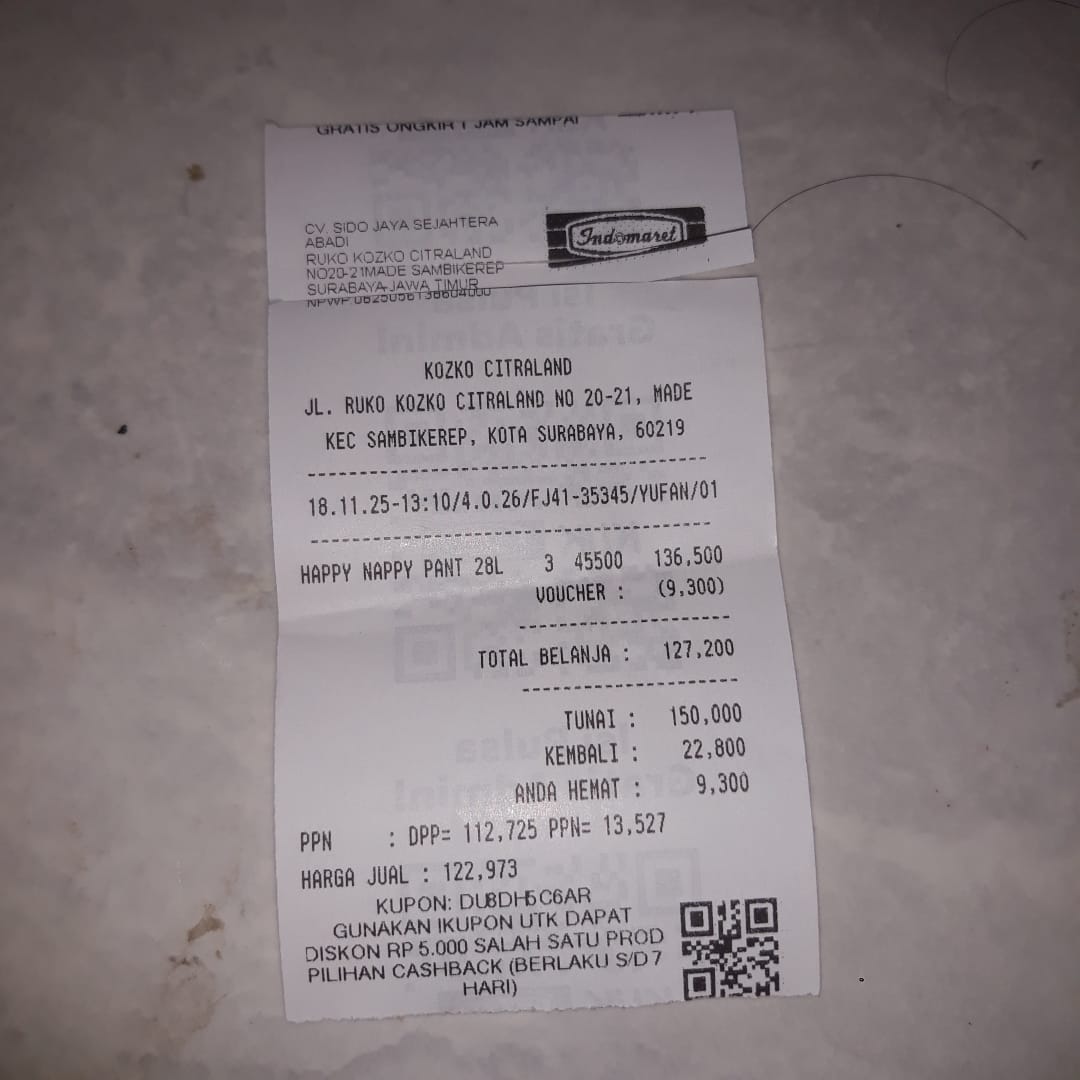 GRATIS ONGKIR 1 JAM SAMPAI
CV. SIDO JAYA SEJAHTERA
ABADI
RUKO KOZKO CITRALAND
NO20-21MADE SAMBIKEREP
SURABAYA-JAWA TIMUR
NPWP
Indomaret
KOZKO CITRALAND
JL. RUKO KOZKO CITRALAND NO 20-21, MADE
KEC SAMBIKEREP, KOTA SURABAYA, 60219
18.11.25-13:10/4.0.26/FJ41-35345/YUFAN/01
HAPPY NAPPY PANT 28L 3 45500 136,500
VOUCHER : (9,300)
TOTAL BELANJA : 127,200
TUNAI : 150,000
KEMBALI : 22,800
ANDA HEMAT : 9,300
PPN : DPP= 112,725 PPN= 13,527
HARGA JUAL : 122,973
KUPON: DU8DH5C6AR
GUNAKAN IKUPON UTK DAPAT
DISKON RP 5.000 SALAH SATU PROD
PILIHAN CASHBACK (BERLAKU S/D 7
HARI)